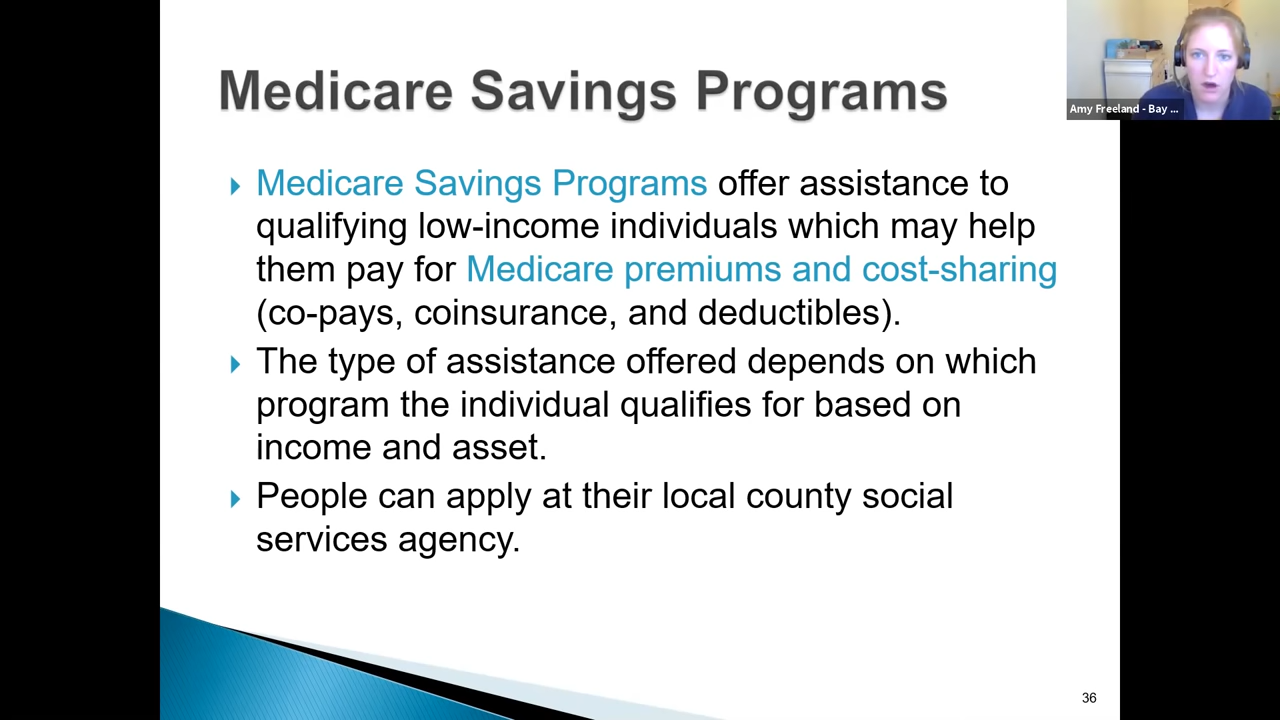 Medicare Savings Programs
Medicare Savings Programs offer assistance to
qualifying low-income individuals which may help
them pay for Medicare premiums and cost-sharing
(co-pays, coinsurance, and deductibles).
The type of assistance offered depends on which
program the individual qualifies for based on
income and asset.
People can apply at their local county social
services agency.
36
Amy Freeland - Bay ...